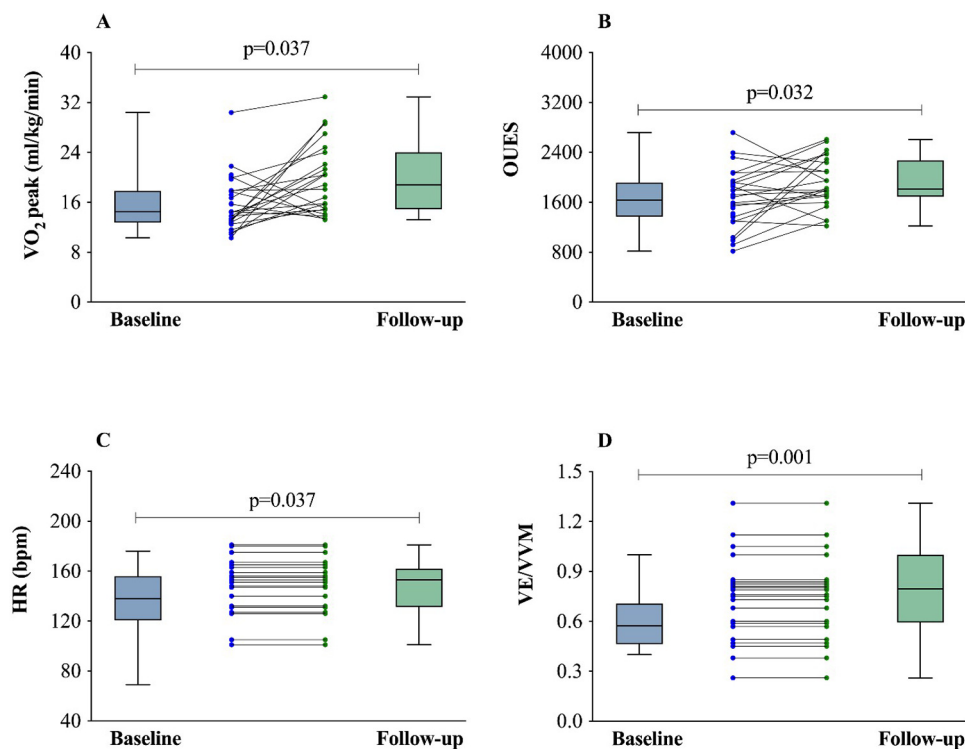 A
p=0.037
VO₂ peak (ml/kg/min)
40
32
24
16
8
0
Baseline
Follow-up
B
p=0.032
OUES
4000
3200
2400
1600
800
0
Baseline
Follow-up
C
p=0.037
HR (bpm)
240
200
160
120
80
40
Baseline
Follow-up
D
p=0.001
VE/VVM
1.5
1.2
0.9
0.6
0.3
0.0
Baseline
Follow-up